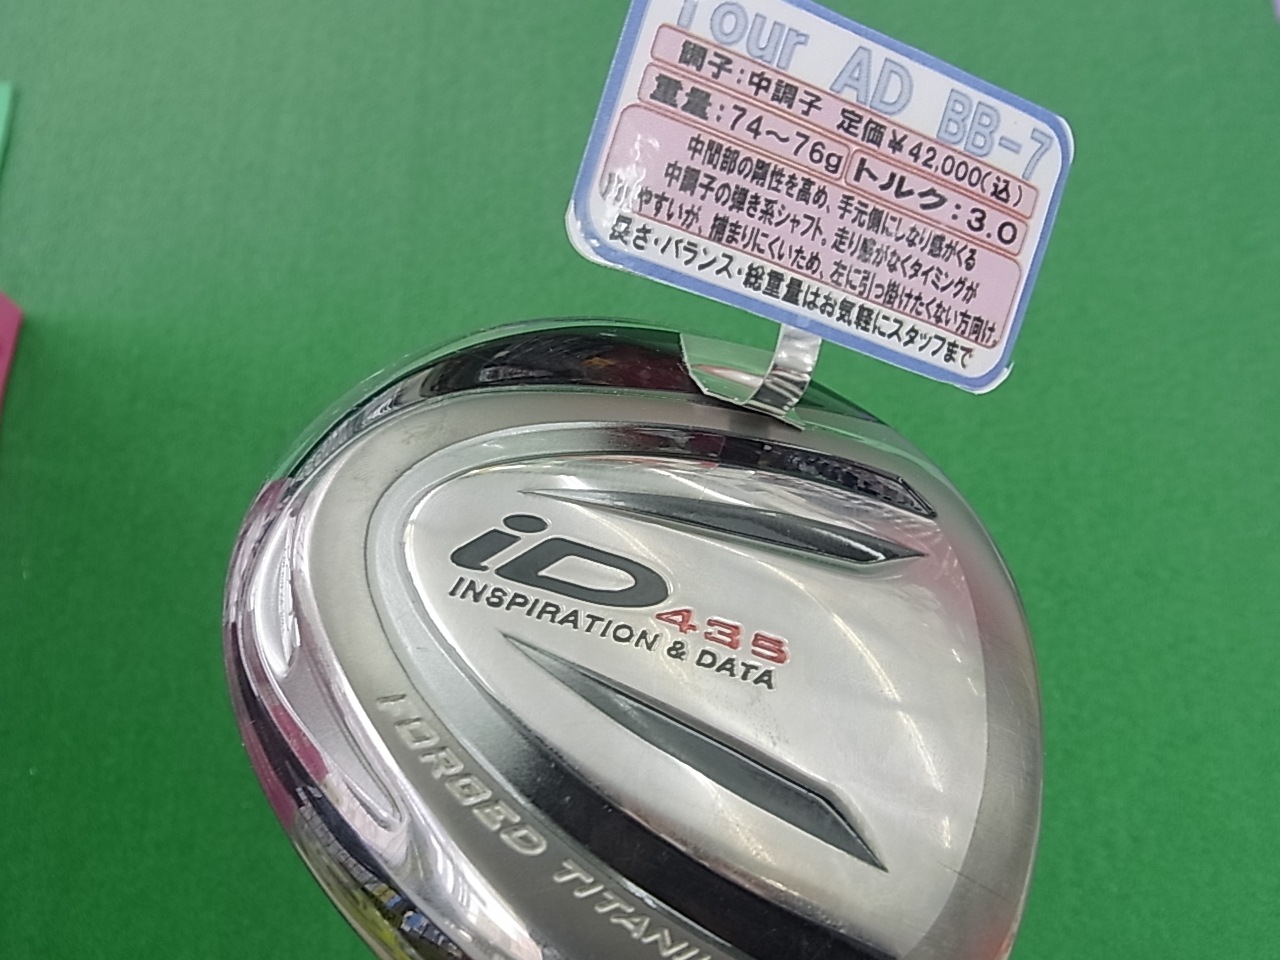 Tour AD BB-7
調子:中調子 定価¥42,000(込)
重量:74～76g トルク:3.0
中間部の剛性を高め、手元側にしなり感がくる
中調子の弾き系シャフト。走り感がなくタイミングが
やすいが、捕まりにくいため、左に引っ掛けたくない方向け。
長さ・バランス・総重量はお気軽にスタッフまで
iD 435
INSPIRATION & DATA
FORGED TITANI